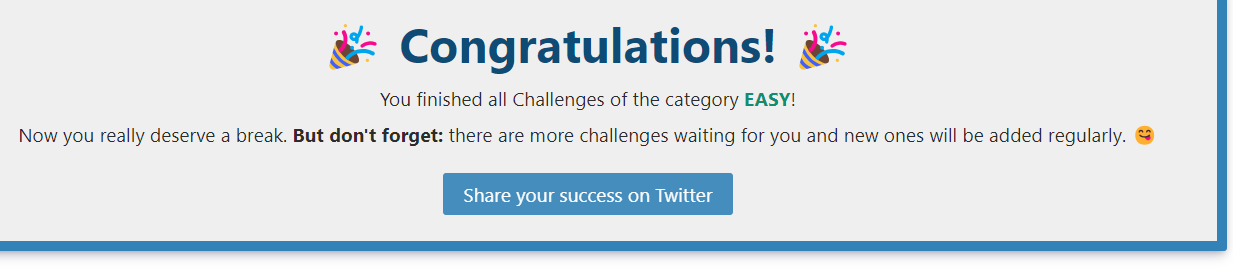 🎉 Congratulations! 🎉
You finished all Challenges of the category EASY!
Now you really deserve a break. But don't forget: there are more challenges waiting for you and new ones will be added regularly. 😋
Share your success on Twitter